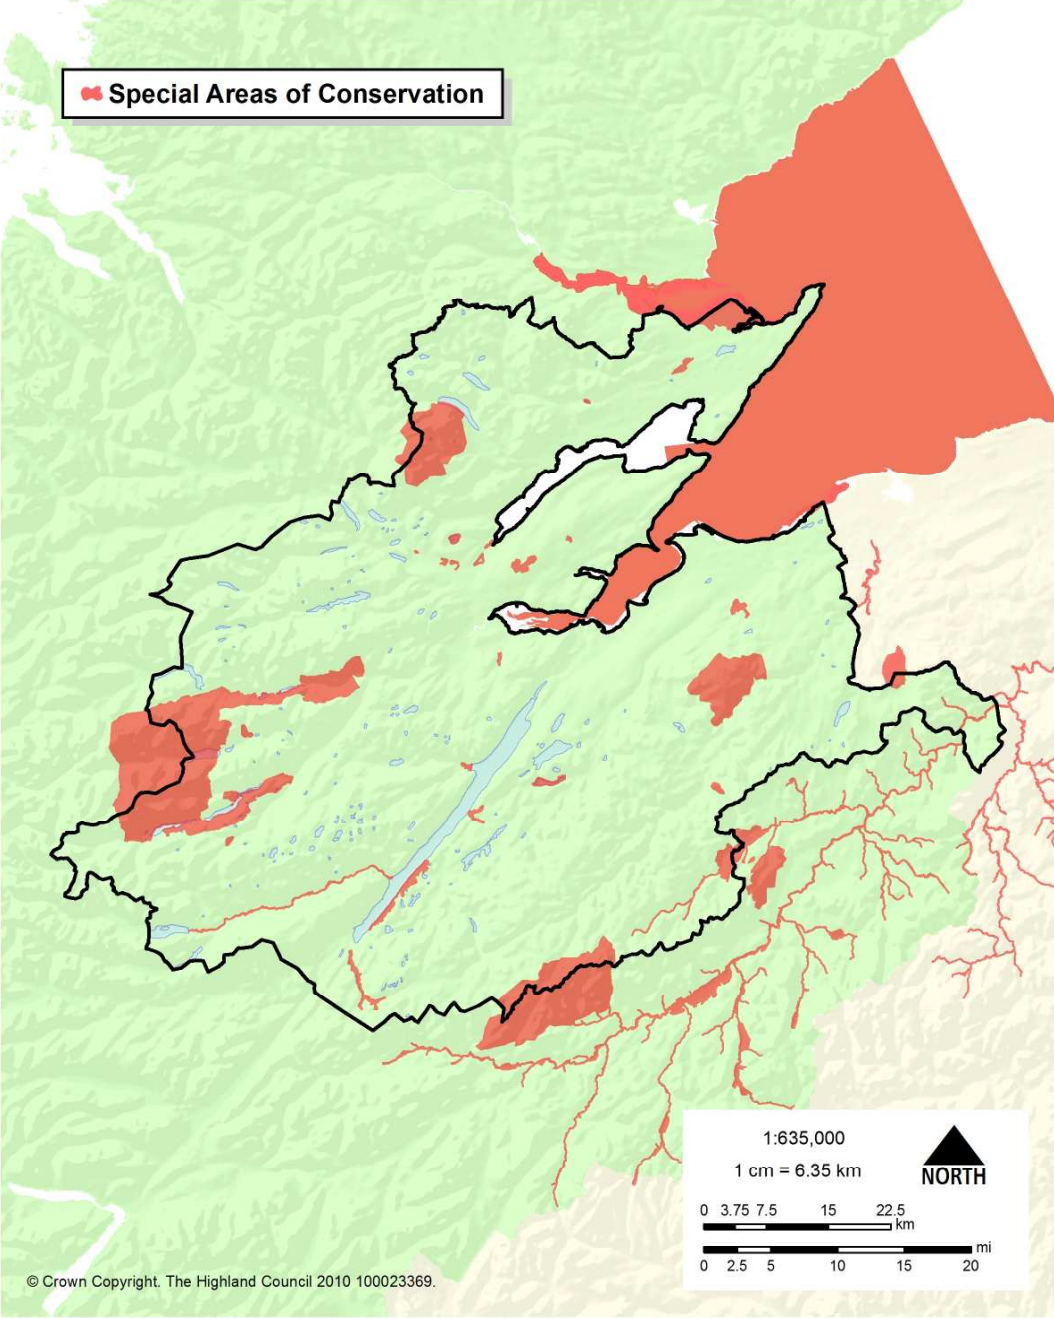 Special Areas of Conservation
1:635,000
1 cm = 6.35 km
NORTH
0 3.75 7.5 15 22.5
km
mi
0 2.5 5 10 15 20
© Crown Copyright. The Highland Council 2010 100023369.